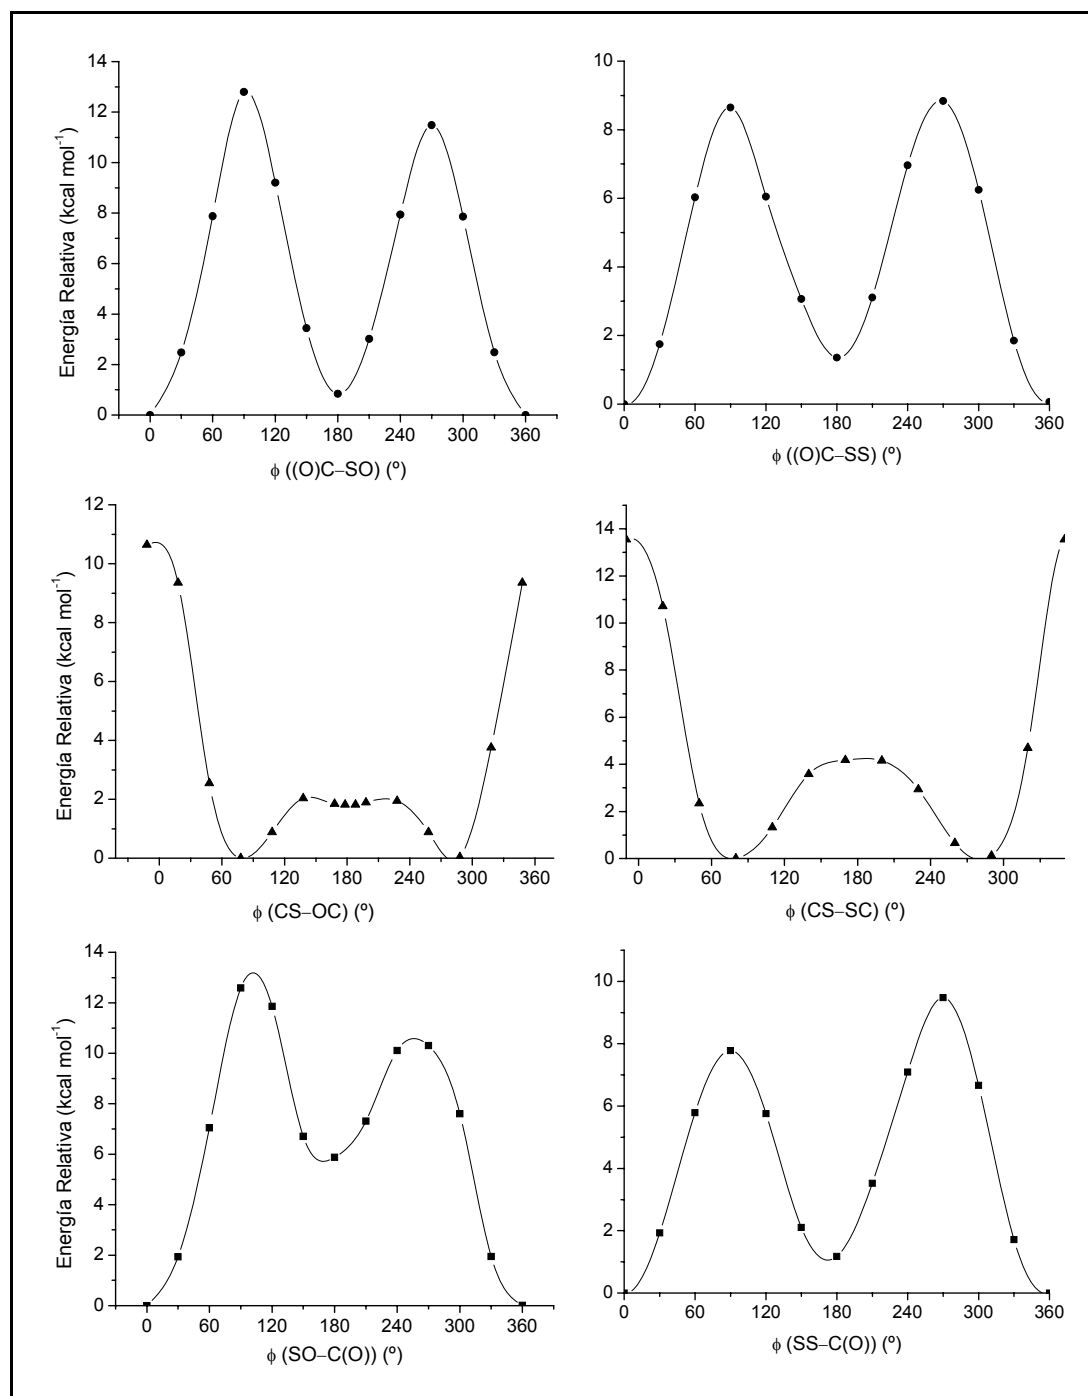 14
12
10
8
6
4
2
0
Energía Relativa (kcal mol⁻¹)
0 60 120 180 240 300 360
ϕ ((O)C–SO) (º)
10
8
6
4
2
0
0 60 120 180 240 300 360
ϕ ((O)C–SS) (º)
12
10
8
6
4
2
0
Energía Relativa (kcal mol⁻¹)
0 60 120 180 240 300 360
ϕ (CS–OC) (º)
14
12
10
8
6
4
2
0
0 60 120 180 240 300
ϕ (CS–SC) (º)
14
12
10
8
6
4
2
0
Energía Relativa (kcal mol⁻¹)
0 60 120 180 240 300 360
ϕ (SO–C(O)) (º)
10
8
6
4
2
0
0 60 120 180 240 300 360
ϕ (SS–C(O)) (º)